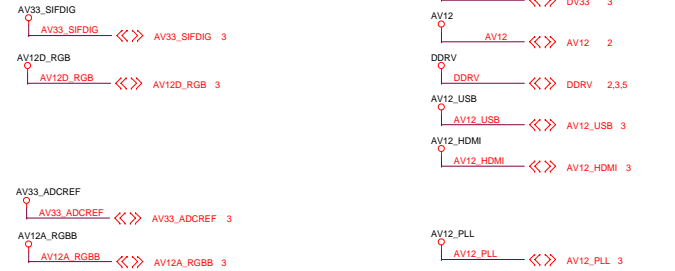 AV33_SIFDIG
AV33_SIFDIG
AV33_SIFDIG 3
AV12D_RGB
AV12D_RGB
AV12D_RGB 3
AV33_ADCREF
AV33_ADCREF
AV33_ADCREF 3
AV12A_RGBB
AV12A_RGBB
AV12A_RGBB 3
DV33 3
AV12
AV12
AV12 2
DDRV
DDRV
DDRV 2,3,5
AV12_USB
AV12_USB
AV12_USB 3
AV12_HDMI
AV12_HDMI
AV12_HDMI 3
AV12_PLL
AV12_PLL
AV12_PLL 3